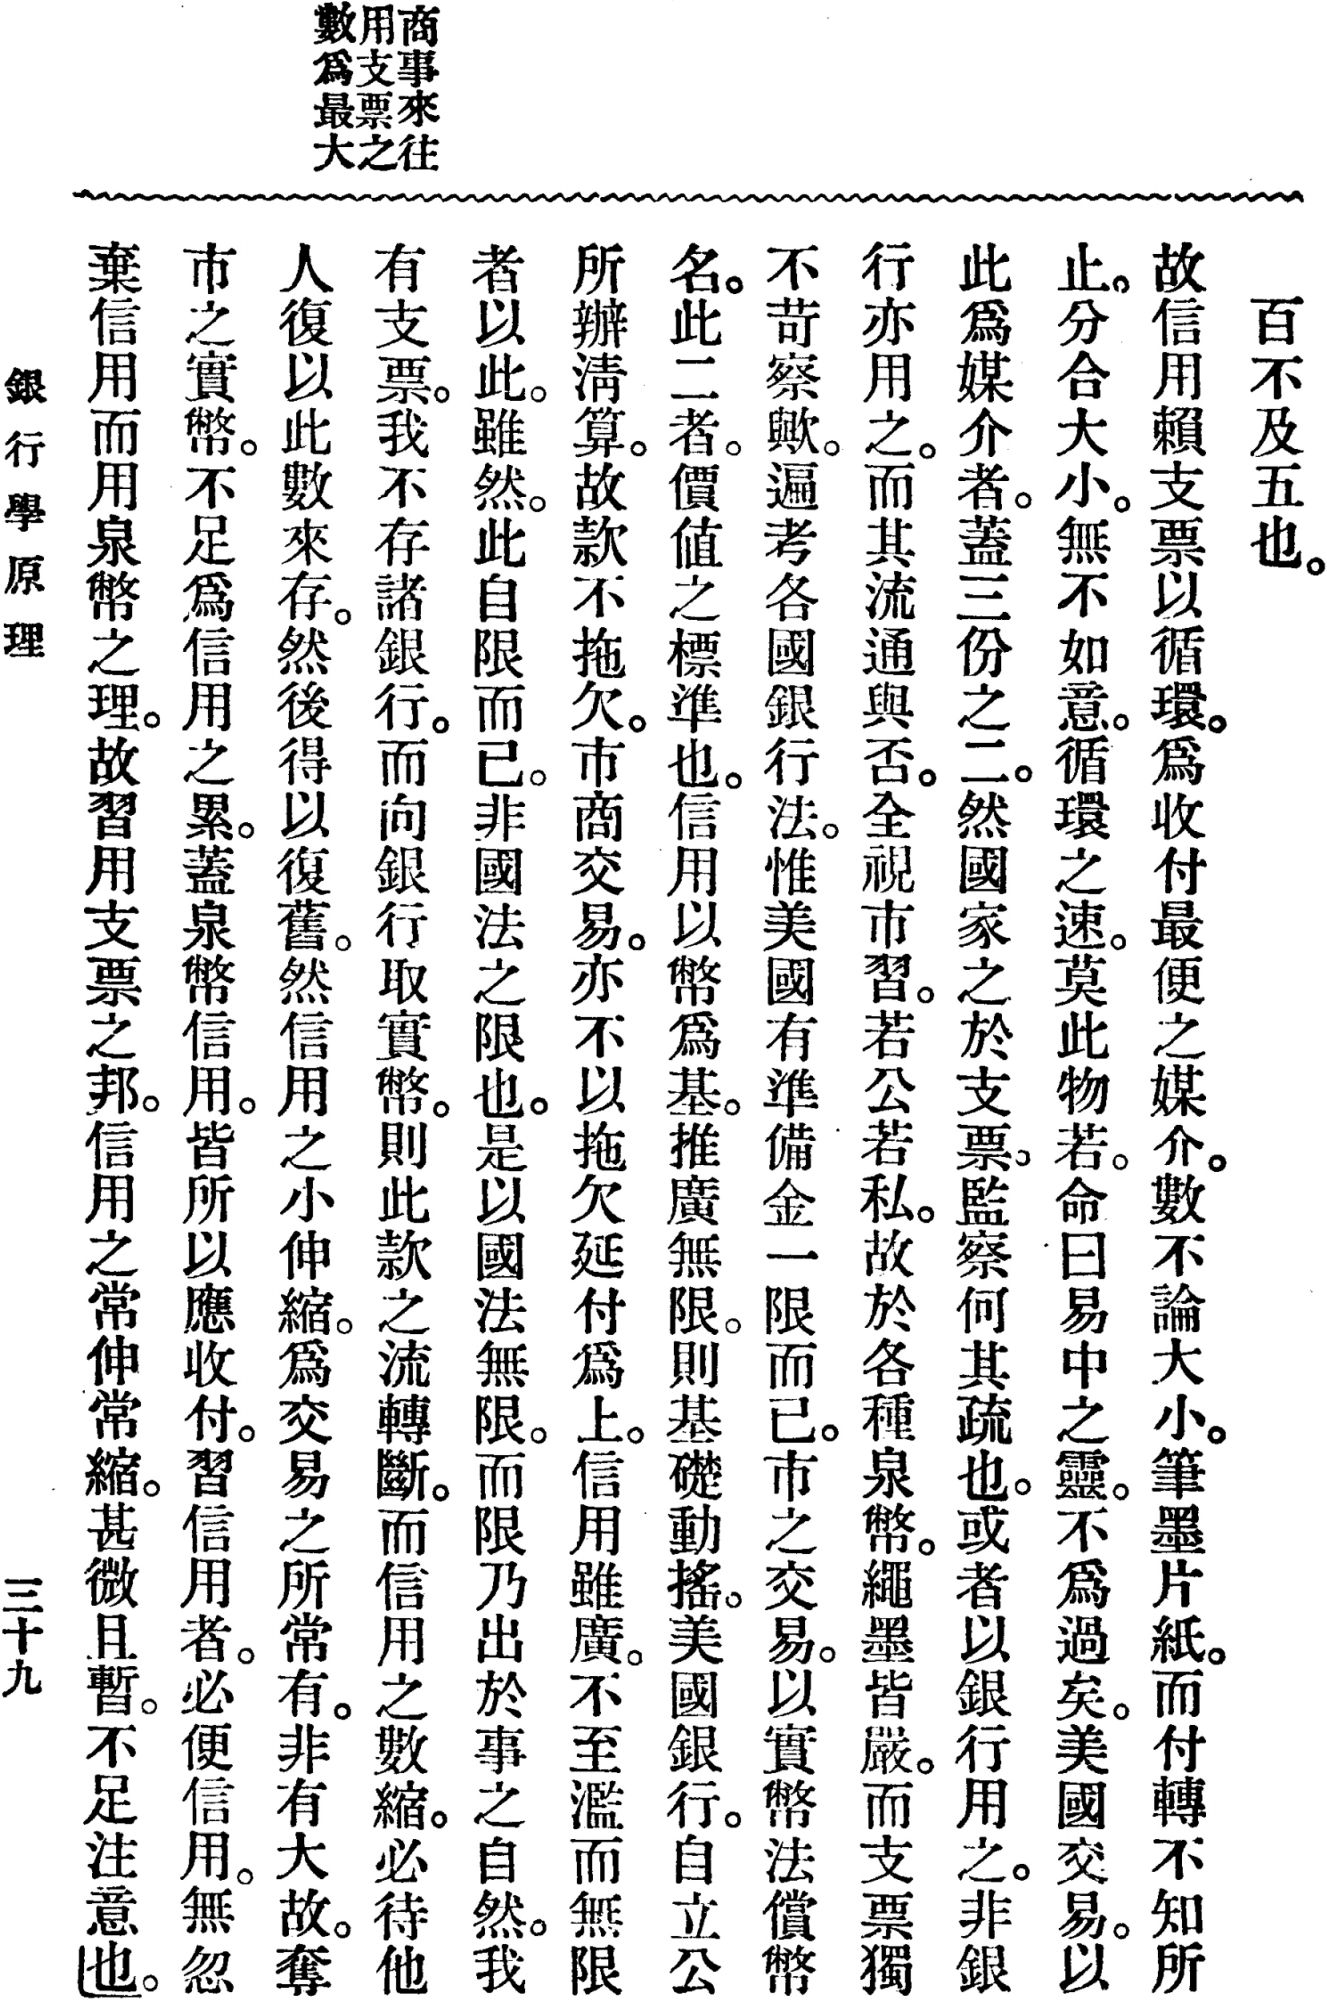 商事來往
用支票之
數爲最大
百不及五也。
故信用賴支票以循環。爲收付最便之媒介。數不論大小。筆墨片紙。而付轉不知所
止。分合大小。無不如意。循環之速。莫此物若。命曰易中之靈。不爲過矣。美國交易。以
此爲媒介者。蓋三份之二。然國家之於支票。監察何其疏也。或者以銀行用之。非銀
行亦用之。而其流通與否。全視市習。若公若私。故於各種泉幣。繩墨皆嚴。而支票獨
不苛察歟。遍考各國銀行法。惟美國有準備金一限而已。市之交易。以實幣法償幣
名。此二者。價值之標準也。信用以幣爲基。推廣無限。則基礎動搖。美國銀行。自立公
所辦淸算。故款不拖欠。市商交易。亦不以拖欠延付爲上。信用雖廣。不至濫而無限
者以此。雖然。此自限而已。非國法之限也。是以國法無限。而限乃出於事之自然。我
有支票。我不存諸銀行。而向銀行取實幣。則此款之流轉斷。而信用之數縮。必待他
人復以此數來存。然後得以復舊。然信用之小伸縮。爲交易之所常有。非有大故。奪
市之實幣。不足爲信用之累。蓋泉幣信用。皆所以應收付。習信用者。必便信用。無忽
棄信用而用泉幣之理。故習用支票之邦。信用之常伸常縮。甚微且暫。不足注意也。
銀行學原理
三十九